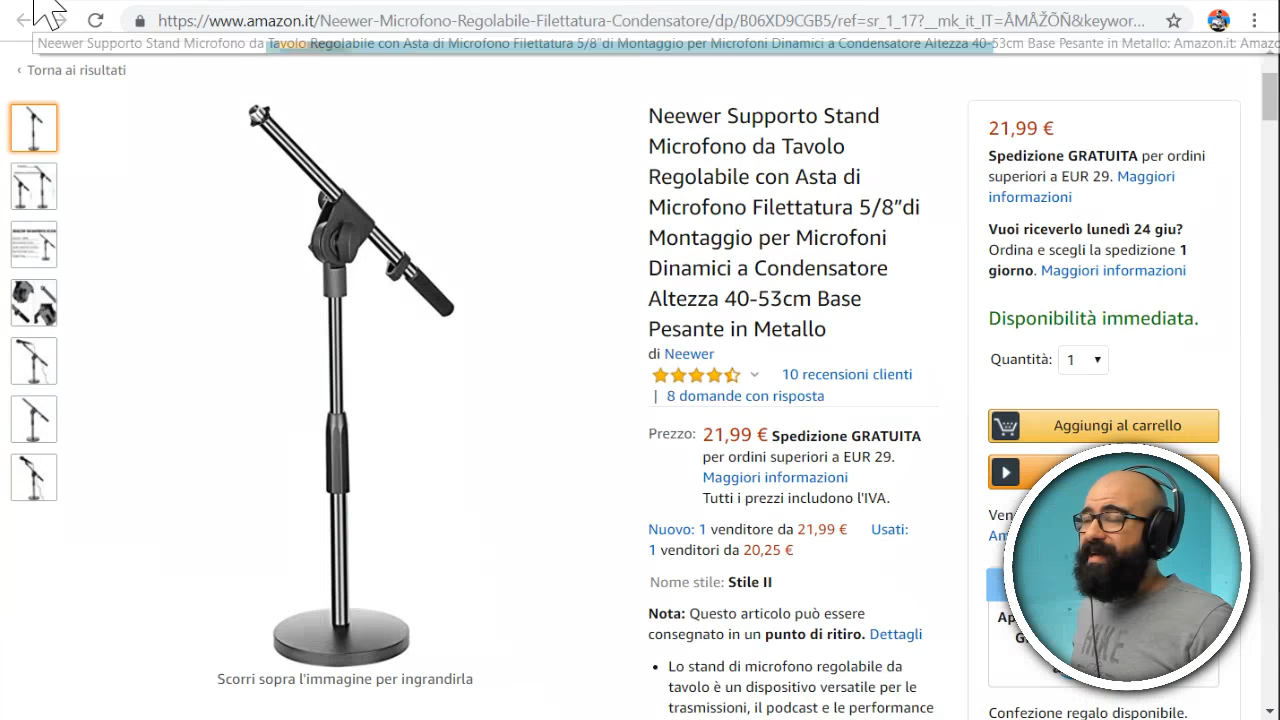 https://www.amazon.it/Neewer-Microfono-Regolabile-Filettatura-Condensatore/dp/B06XD9CGB5/ref=sr_1_17?__mk_it_IT=ÅMÅŽÕÑ&keywor...
Neewer Supporto Stand Microfono da Tavolo Regolabile con Asta di Microfono Filettatura 5/8"di Montaggio per Microfoni Dinamici a Condensatore Altezza 40-53cm Base Pesante in Metallo: Amazon.it: Amazo
‹ Torna ai risultati
Neewer Supporto Stand
Microfono da Tavolo
Regolabile con Asta di
Microfono Filettatura 5/8”di
Montaggio per Microfoni
Dinamici a Condensatore
Altezza 40-53cm Base
Pesante in Metallo
di Neewer
10 recensioni clienti
| 8 domande con risposta
Prezzo: 21,99 € Spedizione GRATUITA
per ordini superiori a EUR 29.
Maggiori informazioni
Tutti i prezzi includono l'IVA.
Nuovo: 1 venditore da 21,99 € Usati:
1 venditori da 20,25 €
Nome stile: Stile II
Nota: Questo articolo può essere
consegnato in un punto di ritiro. Dettagli
• Lo stand di microfono regolabile da
tavolo è un dispositivo versatile per le
trasmissioni, il podcast e le performance
Scorri sopra l'immagine per ingrandirla
21,99 €
Spedizione GRATUITA per ordini
superiori a EUR 29. Maggiori
informazioni
Vuoi riceverlo lunedì 24 giu?
Ordina e scegli la spedizione 1
giorno. Maggiori informazioni
Disponibilità immediata.
Quantità: 1
Aggiungi al carrello
Ven
Am
Ap
G
Confezione regalo disponibile.